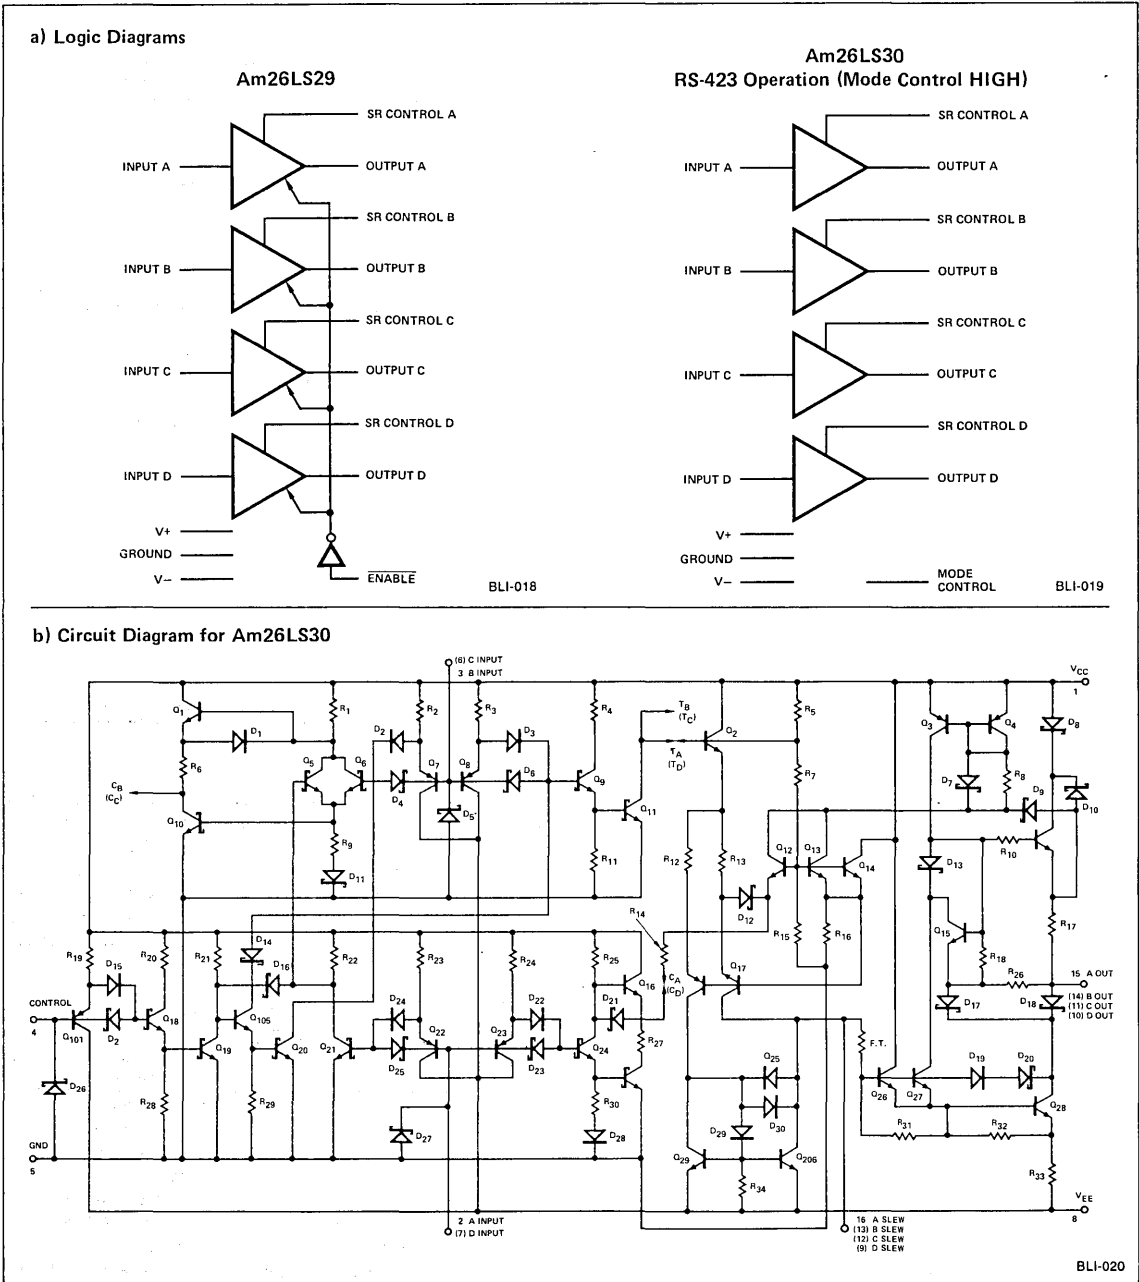 a) Logic Diagrams
Am26LS29
SR CONTROL A
INPUT A
OUTPUT A
SR CONTROL B
INPUT B
OUTPUT B
SR CONTROL C
INPUT C
OUTPUT C
SR CONTROL D
INPUT D
OUTPUT D
V+
GROUND
V−
ENABLE
BLI-018
Am26LS30
RS-423 Operation (Mode Control HIGH)
SR CONTROL A
INPUT A
OUTPUT A
SR CONTROL B
INPUT B
OUTPUT B
SR CONTROL C
INPUT C
OUTPUT C
SR CONTROL D
INPUT D
OUTPUT D
V+
GROUND
V−
MODE
CONTROL
BLI-019
b) Circuit Diagram for Am26LS30
(6) C INPUT
3 B INPUT
VCC
1
Q1
R1
R2
R3
R4
TB
(TC)
Q2
R5
Q3
Q4
D8
D1
D2
D3
TA
(TD)
R6
Q5
Q6
Q7
Q8
D4
D6
Q9
R7
D7
R8
D9
D10
CB
(CC)
Q10
D5
Q11
R9
R11
R12
R13
Q12
Q13
Q14
D13
R10
D11
D12
R14
R15
R16
Q15
R17
R18
D14
R19
D15
R20
R21
D16
R22
R23
R24
R25
Q16
CA
(CD)
Q17
R26
15 A OUT
(14) B OUT
(11) C OUT
(10) D OUT
D17
D18
CONTROL
4
D2
Q18
Q105
D24
Q22
Q23
D22
D21
Q101
Q19
Q20
Q21
D25
D23
Q24
R27
F.T.
Q25
D19
D20
D26
R28
R29
D27
R30
D28
D29
D30
Q26
Q27
Q28
R31
R32
GND
5
Q29
Q206
R34
R33
VEE
8
2 A INPUT
(7) D INPUT
16 A SLEW
(13) B SLEW
(12) C SLEW
(9) D SLEW
BLI-020